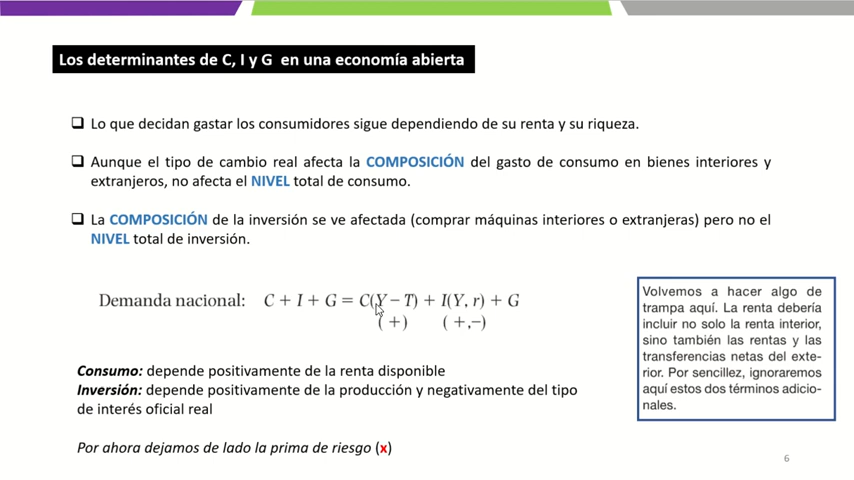 Los determinantes de C, I y G en una economía abierta
❑ Lo que decidan gastar los consumidores sigue dependiendo de su renta y su riqueza.
❑ Aunque el tipo de cambio real afecta la COMPOSICIÓN del gasto de consumo en bienes interiores y
extranjeros, no afecta el NIVEL total de consumo.
❑ La COMPOSICIÓN de la inversión se ve afectada (comprar máquinas interiores o extranjeras) pero no el
NIVEL total de inversión.
Demanda nacional: C + I + G = C(Y − T) + I(Y, r) + G
( +) ( +,−)
Consumo: depende positivamente de la renta disponible
Inversión: depende positivamente de la producción y negativamente del tipo
de interés oficial real
Por ahora dejamos de lado la prima de riesgo (x)
Volvemos a hacer algo de
trampa aquí. La renta debería
incluir no solo la renta interior,
sino también las rentas y las
transferencias netas del exte-
rior. Por sencillez, ignoraremos
aquí estos dos términos adicio-
nales.
6